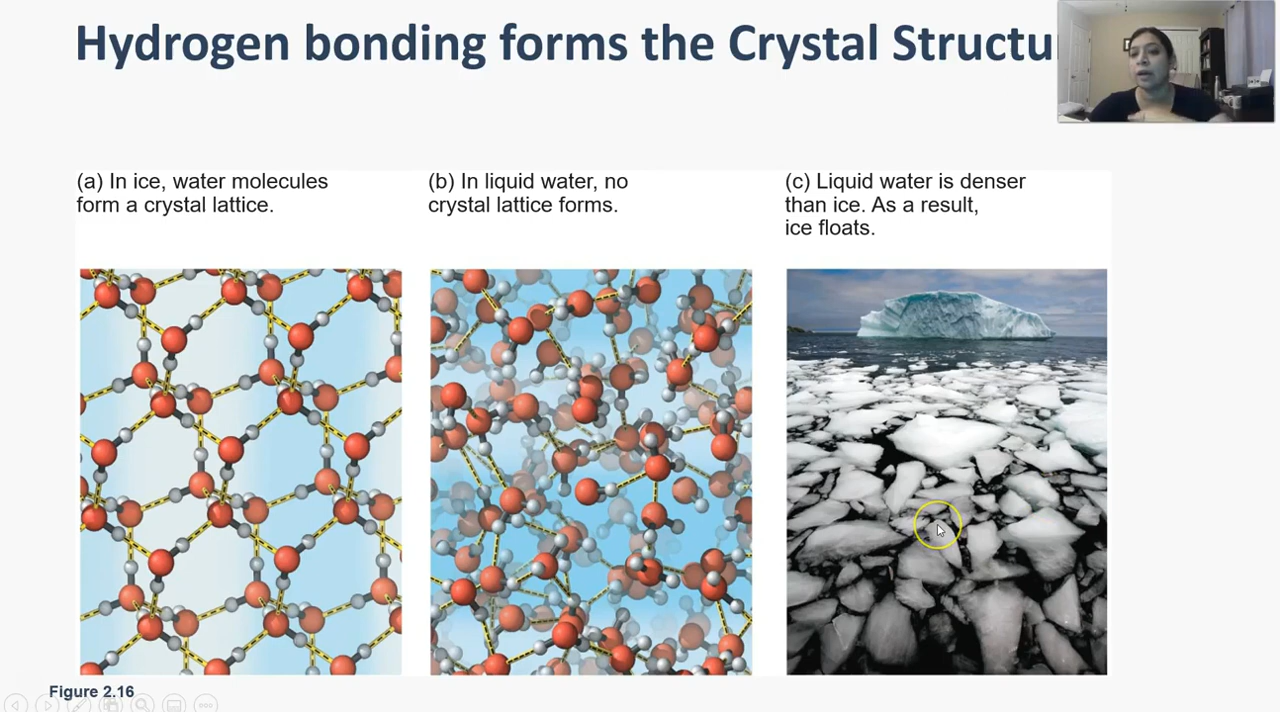 Hydrogen bonding forms the Crystal Structu
(a) In ice, water molecules
form a crystal lattice.
(b) In liquid water, no
crystal lattice forms.
(c) Liquid water is denser
than ice. As a result,
ice floats.
Figure 2.16